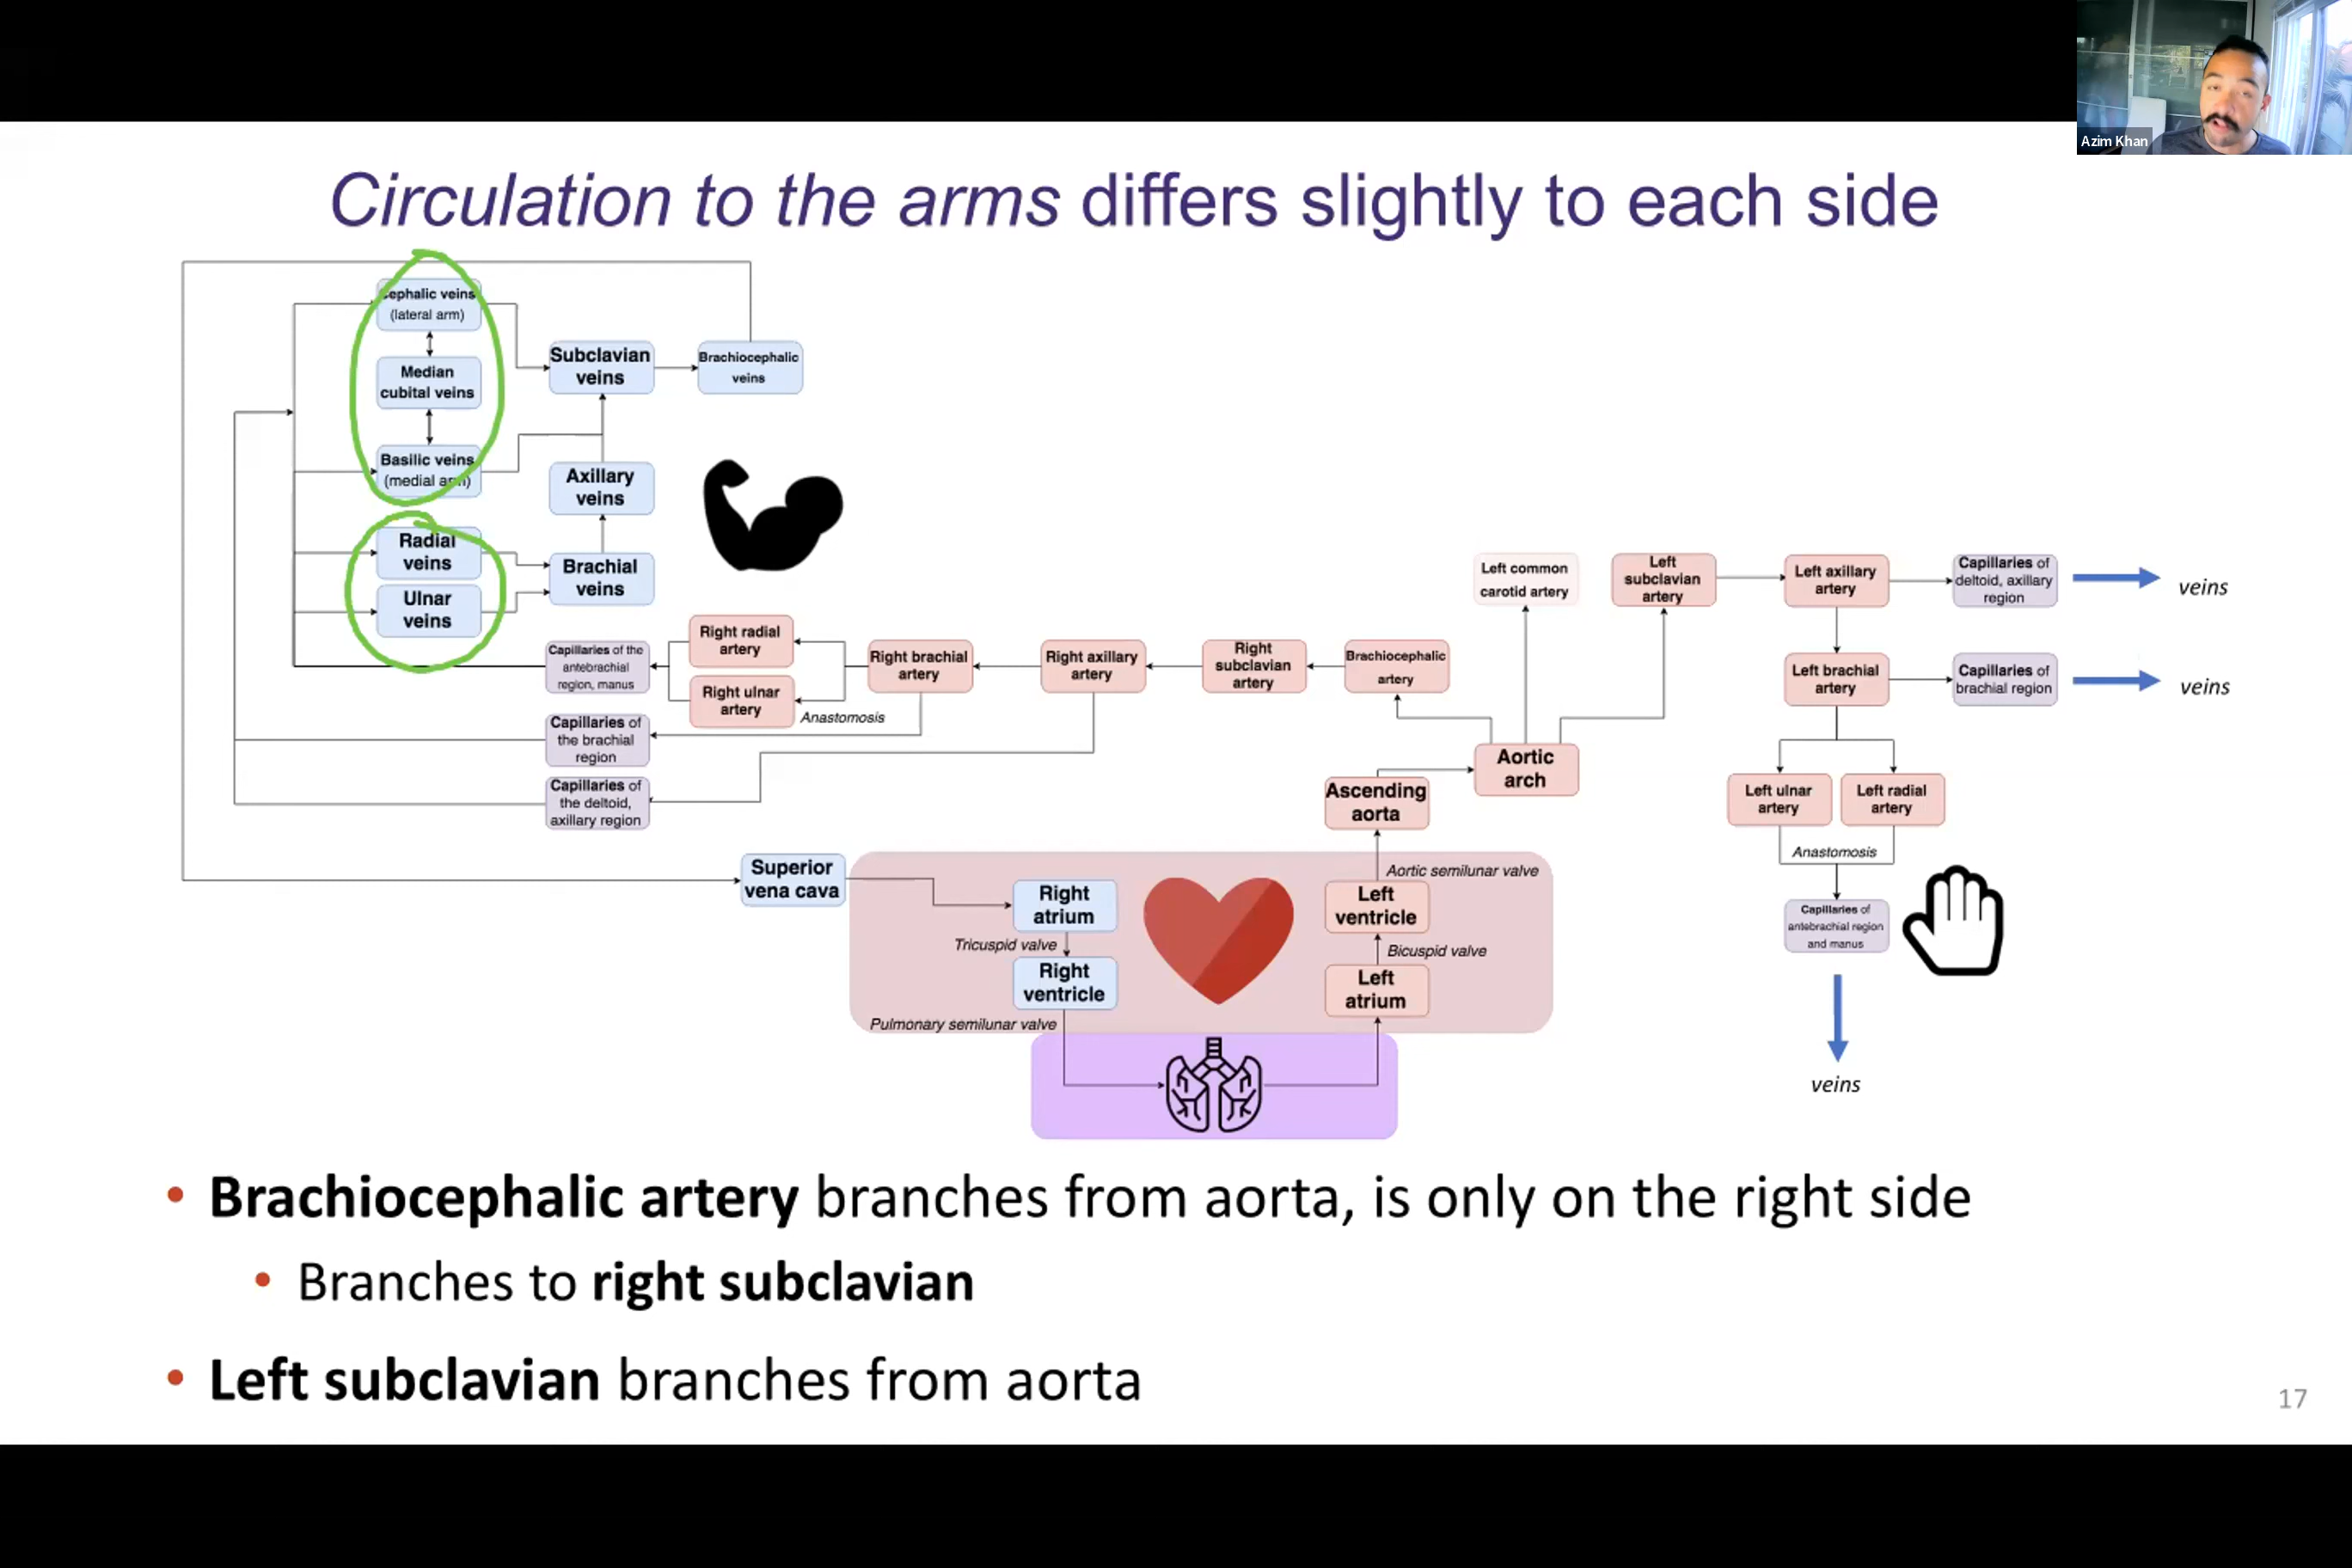 Azim Khan
Circulation to the arms differs slightly to each side
Cephalic veins
(lateral arm)
Median
cubital veins
Basilic veins
(medial arm)
Radial
veins
Ulnar
veins
Subclavian
veins
Brachiocephalic
veins
Axillary
veins
Brachial
veins
Capillaries of the
antebrachial
region, manus
Capillaries of
the brachial
region
Capillaries of
the deltoid,
axillary region
Right radial
artery
Right ulnar
artery
Anastomosis
Right brachial
artery
Right axillary
artery
Right
subclavian
artery
Brachiocephalic
artery
Left common
carotid artery
Left
subclavian
artery
Left axillary
artery
Capillaries of
deltoid, axillary
region
veins
Left brachial
artery
Capillaries of
brachial region
veins
Aortic
arch
Ascending
aorta
Left ulnar
artery
Left radial
artery
Anastomosis
Capillaries of
antebrachial region
and manus
veins
Superior
vena cava
Right
atrium
Tricuspid valve
Right
ventricle
Pulmonary semilunar valve
Aortic semilunar valve
Left
ventricle
Bicuspid valve
Left
atrium
• Brachiocephalic artery branches from aorta, is only on the right side
• Branches to right subclavian
• Left subclavian branches from aorta
17